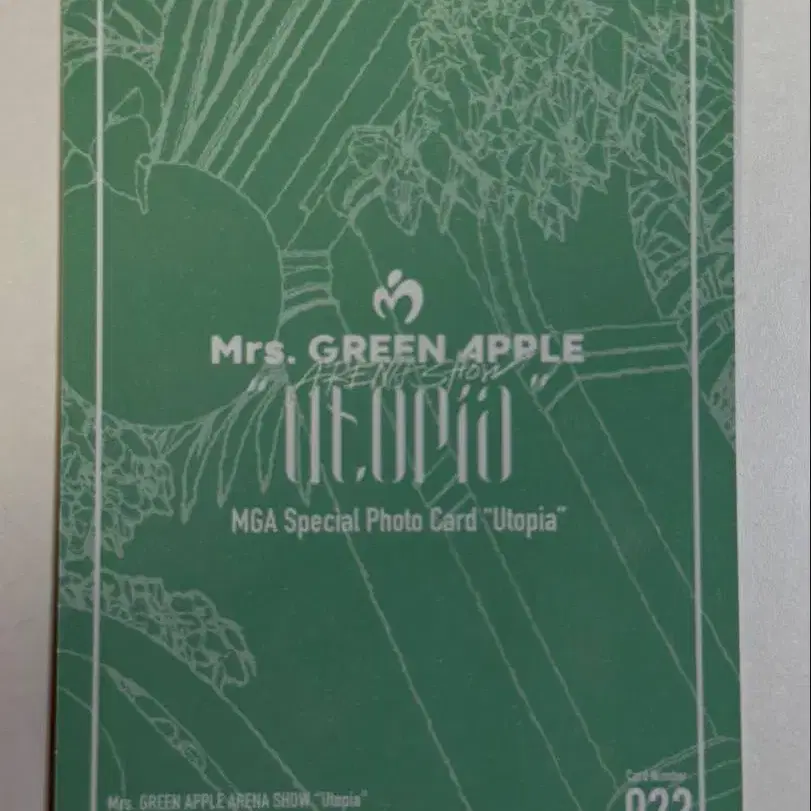 Mrs. GREEN APPLE
ARENA SHOW
"Utopia"
MGA Special Photo Card "Utopia"
Card Number
Mrs. GREEN APPLE ARENA SHOW "Utopia"